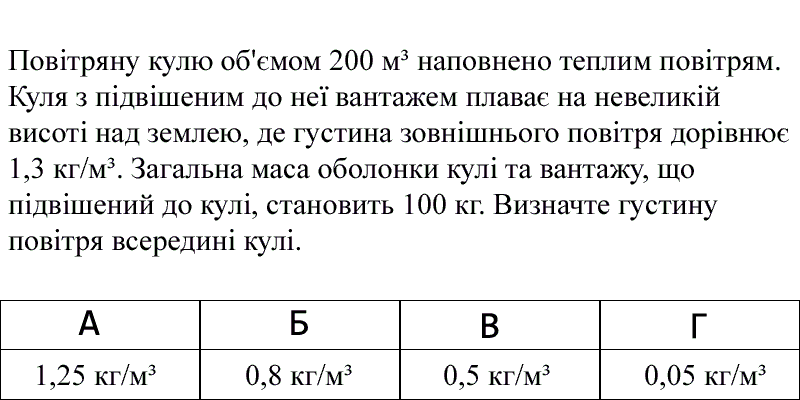 Повітряну кулю об'ємом 200 м³ наповнено теплим повітрям.
Куля з підвішеним до неї вантажем плаває на невеликій
висоті над землею, де густина зовнішнього повітря дорівнює
1,3 кг/м³. Загальна маса оболонки кулі та вантажу, що
підвішений до кулі, становить 100 кг. Визначте густину
повітря всередині кулі.
А Б В Г
1,25 кг/м³ 0,8 кг/м³ 0,5 кг/м³ 0,05 кг/м³